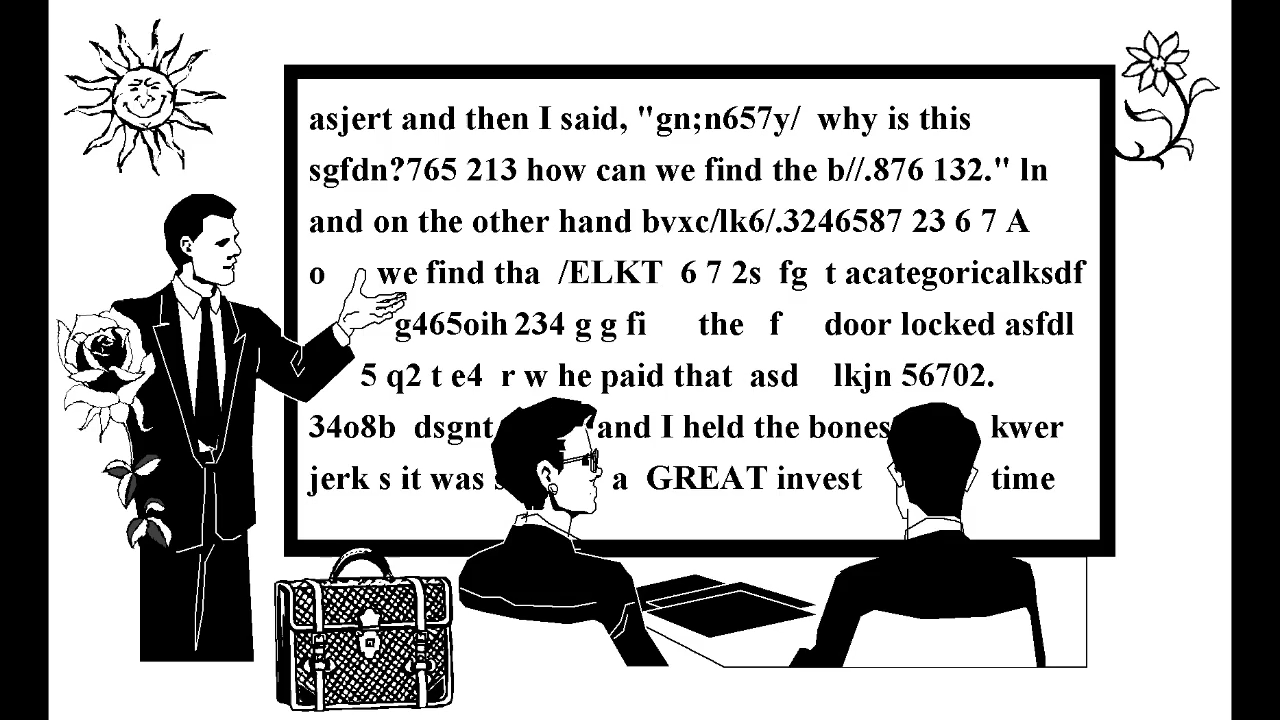 asjert and then I said, "gn;n657y/ why is this
sgfdn?765 213 how can we find the b//.876 132." ln
and on the other hand bvxc/lk6/.3246587 23 6 7 A
o we find tha /ELKT 6 7 2s fg t acategoricalksdf
g465oih 234 g g fi the f door locked asfdl
5 q2 t e4 r w he paid that asd lkjn 56702.
34o8b dsgnt and I held the bones kwer
jerk s it was a GREAT invest time